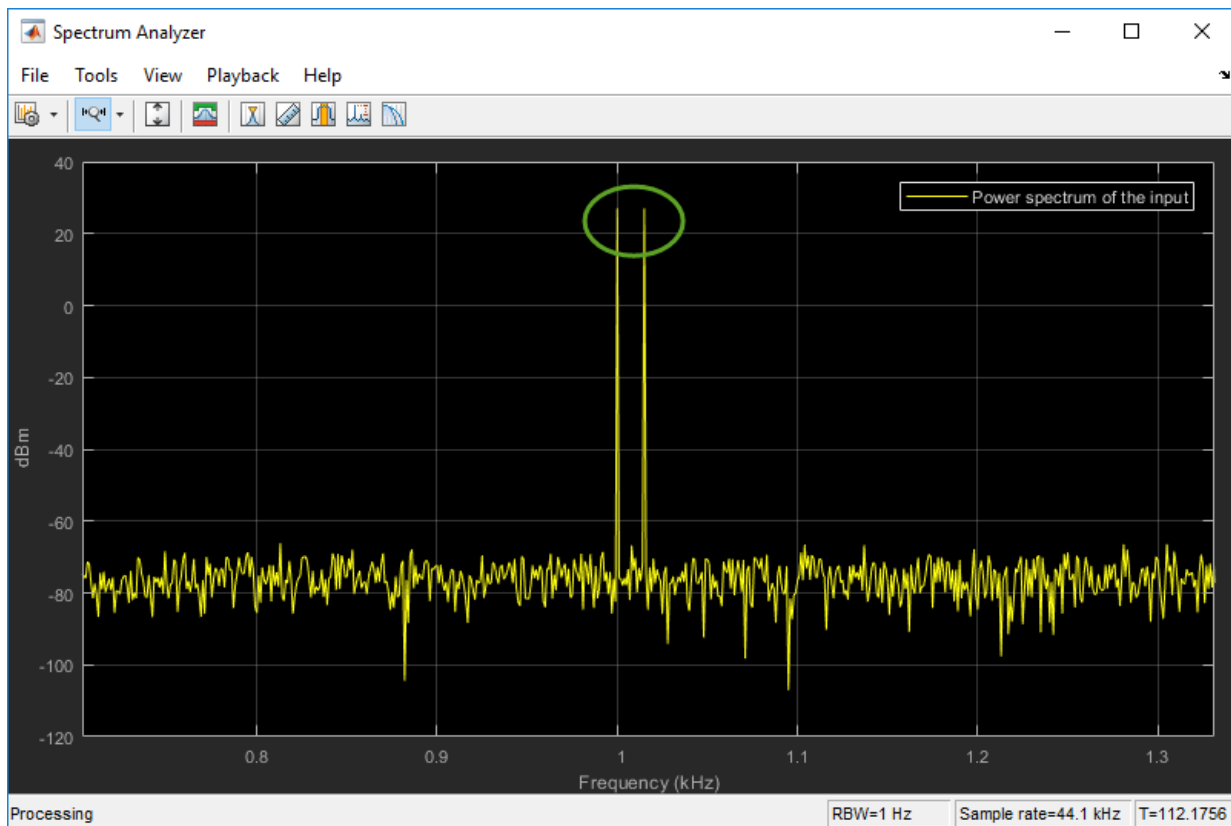 Spectrum Analyzer
File Tools View Playback Help
Power spectrum of the input
40
20
0
-20
-40
-60
-80
-100
-120
dBm
0.8 0.9 1 1.1 1.2 1.3
Frequency (kHz)
Processing RBW=1 Hz Sample rate=44.1 kHz T=112.1756